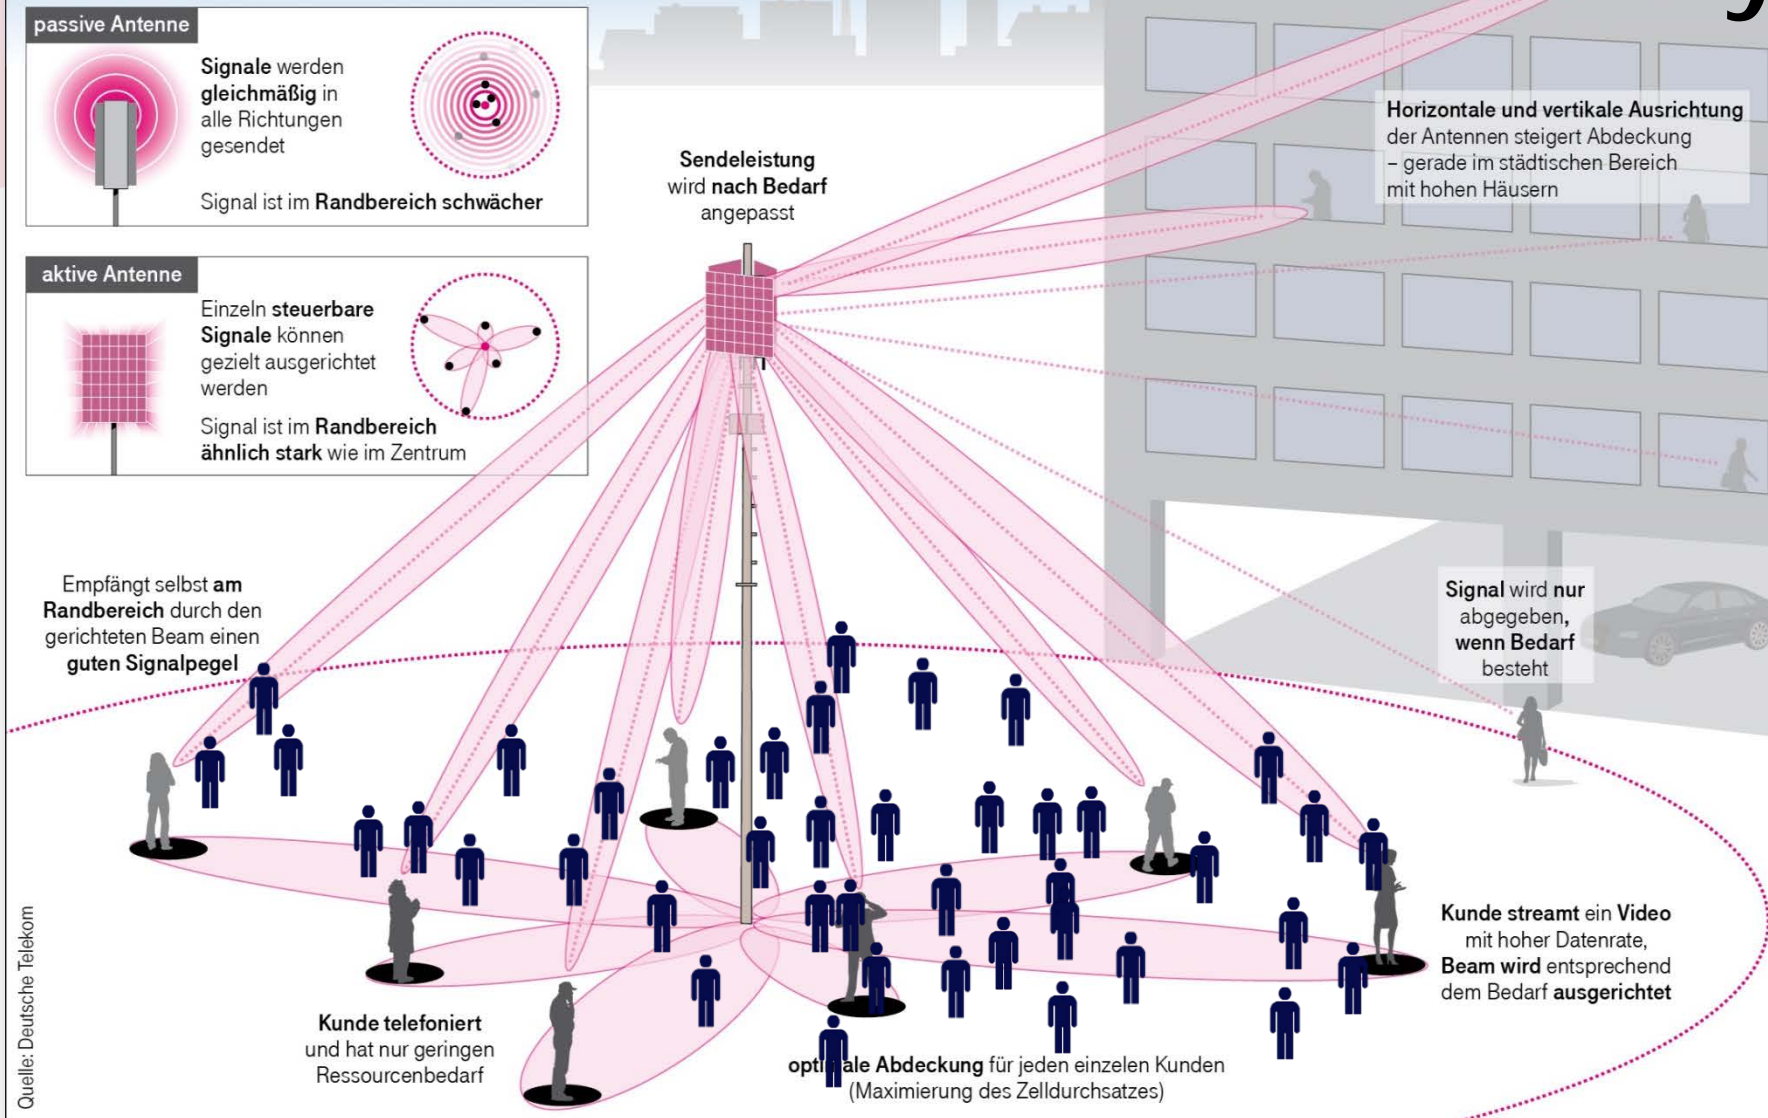 passive Antenne
Signale werden
gleichmäßig in
alle Richtungen
gesendet
Signal ist im Randbereich schwächer
aktive Antenne
Einzeln steuerbare
Signale können
gezielt ausgerichtet
werden
Signal ist im Randbereich
ähnlich stark wie im Zentrum
Sendeleistung
wird nach Bedarf
angepasst
Horizontale und vertikale Ausrichtung
der Antennen steigert Abdeckung
– gerade im städtischen Bereich
mit hohen Häusern
Empfängt selbst am
Randbereich durch den
gerichteten Beam einen
guten Signalpegel
Signal wird nur
abgegeben,
wenn Bedarf
besteht
Kunde streamt ein Video
mit hoher Datenrate,
Beam wird entsprechend
dem Bedarf ausgerichtet
Kunde telefoniert
und hat nur geringen
Ressourcenbedarf
optimale Abdeckung für jeden einzelen Kunden
(Maximierung des Zelldurchsatzes)
Quelle: Deutsche Telekom